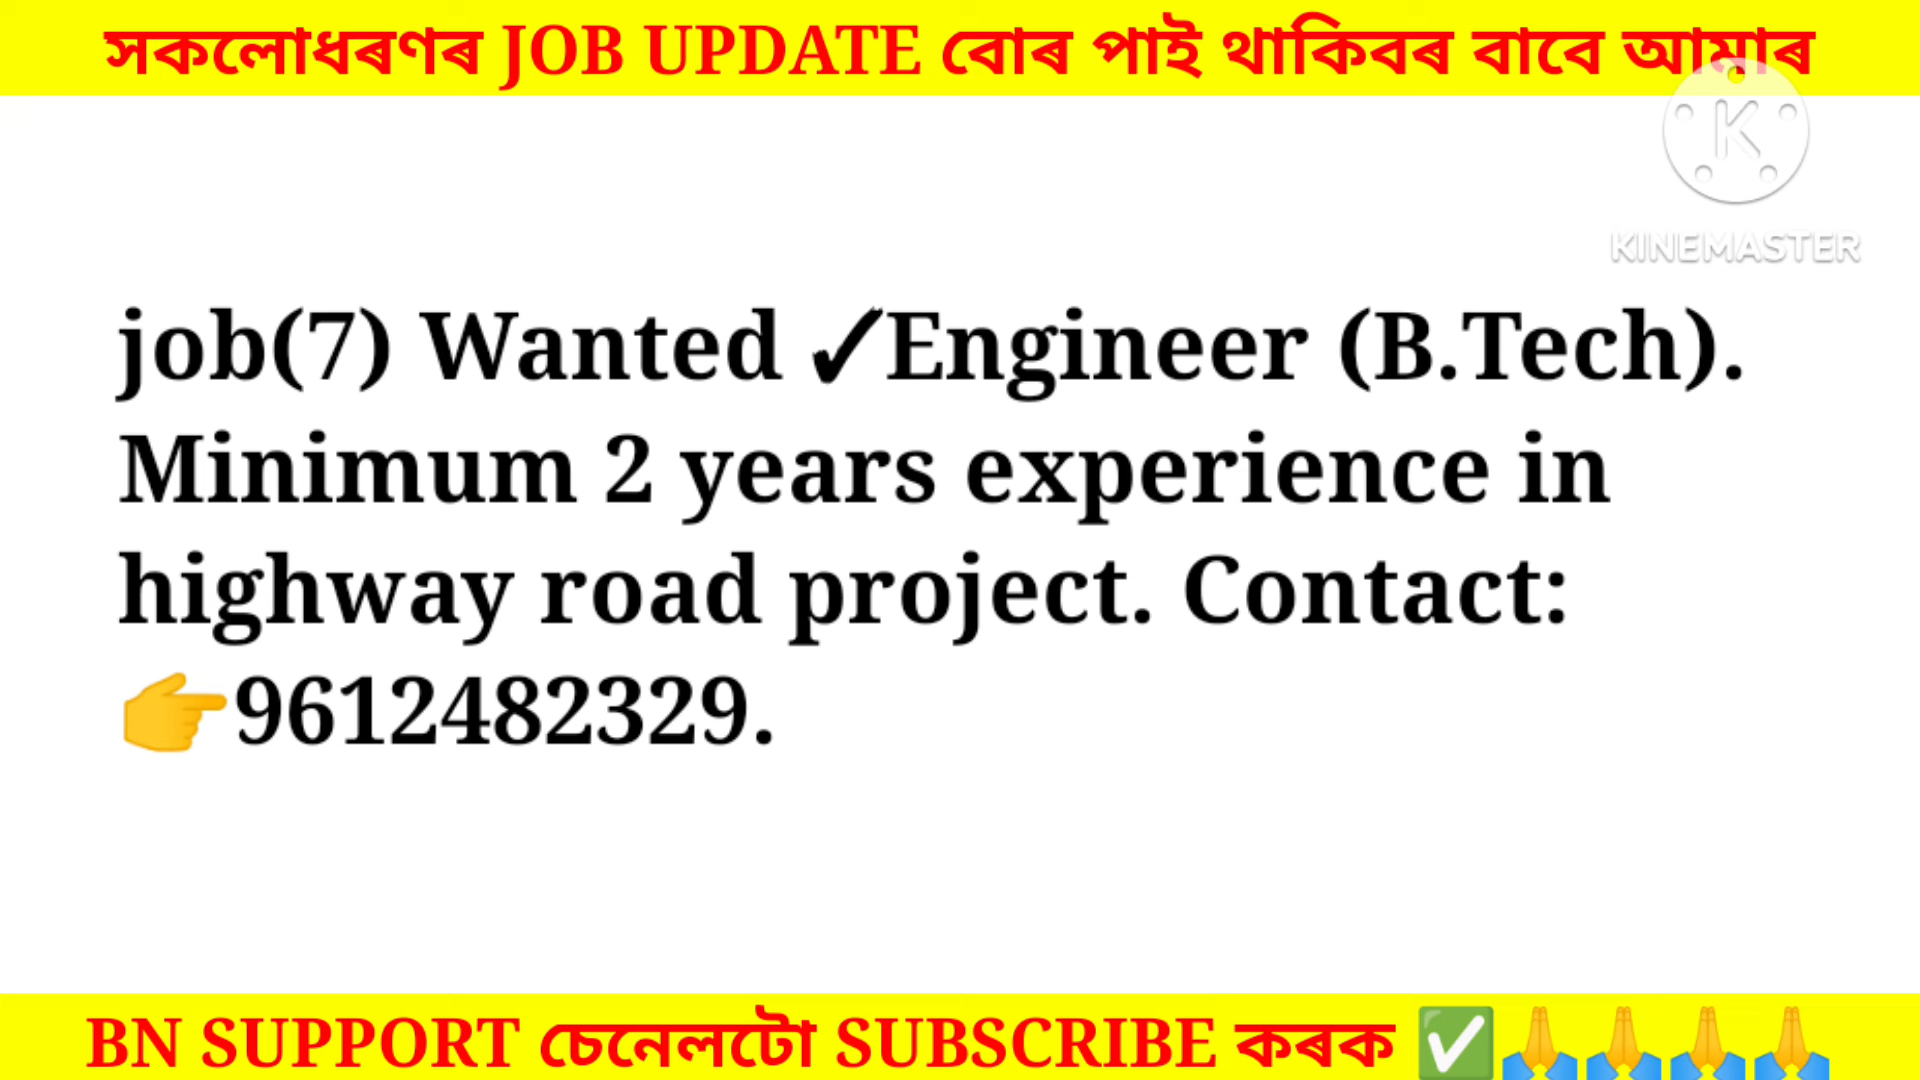 সকলোধৰণৰ JOB UPDATE বোৰ পাই থাকিবৰ বাবে আমাৰ
K
KINEMASTER
job(7) Wanted ✓Engineer (B.Tech).
Minimum 2 years experience in
highway road project. Contact:
👉9612482329.
BN SUPPORT চেনেলটো SUBSCRIBE কৰক ✅🙏🙏🙏🙏